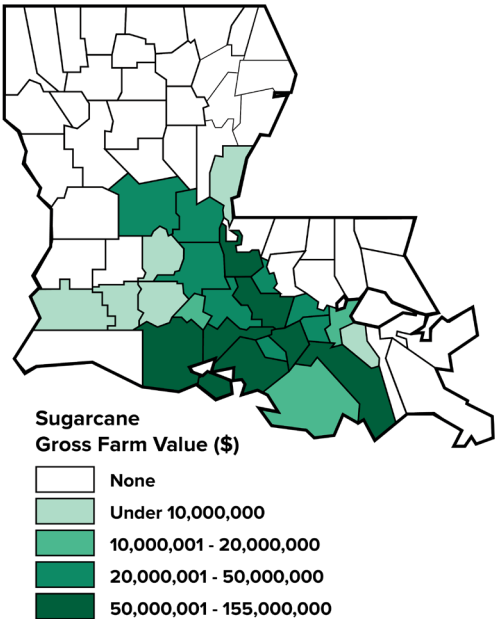 Sugarcane
Gross Farm Value ($)
None
Under 10,000,000
10,000,001 - 20,000,000
20,000,001 - 50,000,000
50,000,001 - 155,000,000